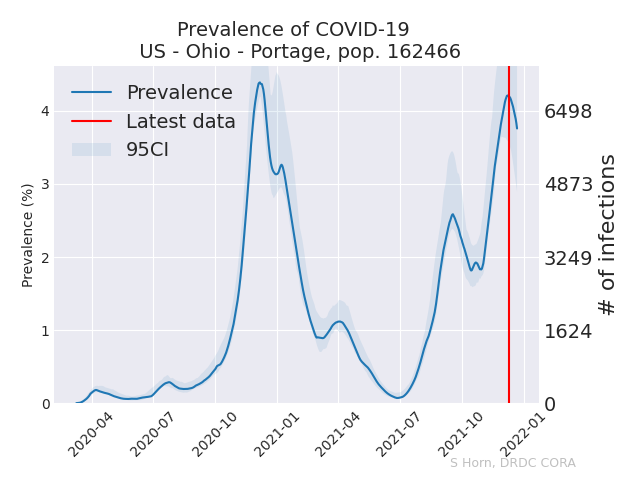 Prevalence of COVID-19
US - Ohio - Portage, pop. 162466
Prevalence
Latest data
95CI
Prevalence (%)
4
3
2
1
0
6498
4873
3249
1624
0
# of infections
2020-04
2020-07
2020-10
2021-01
2021-04
2021-07
2021-10
2022-01
S Horn, DRDC CORA